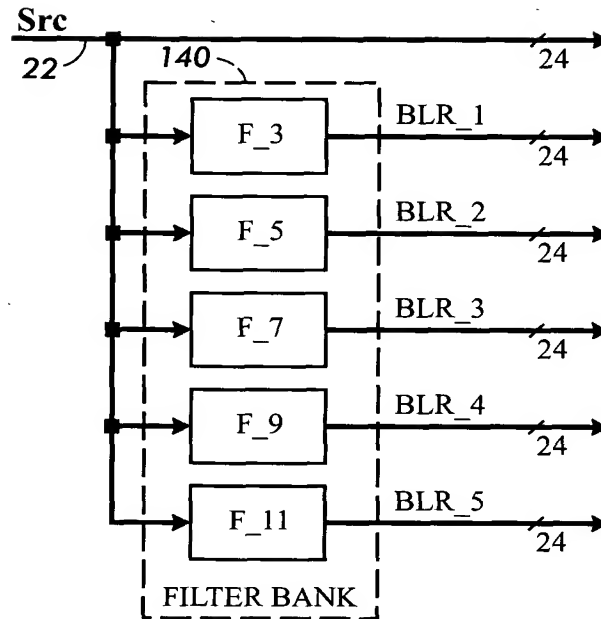 Src
22
140
24
F_3
BLR_1
24
F_5
BLR_2
24
F_7
BLR_3
24
F_9
BLR_4
24
F_11
BLR_5
24
FILTER BANK